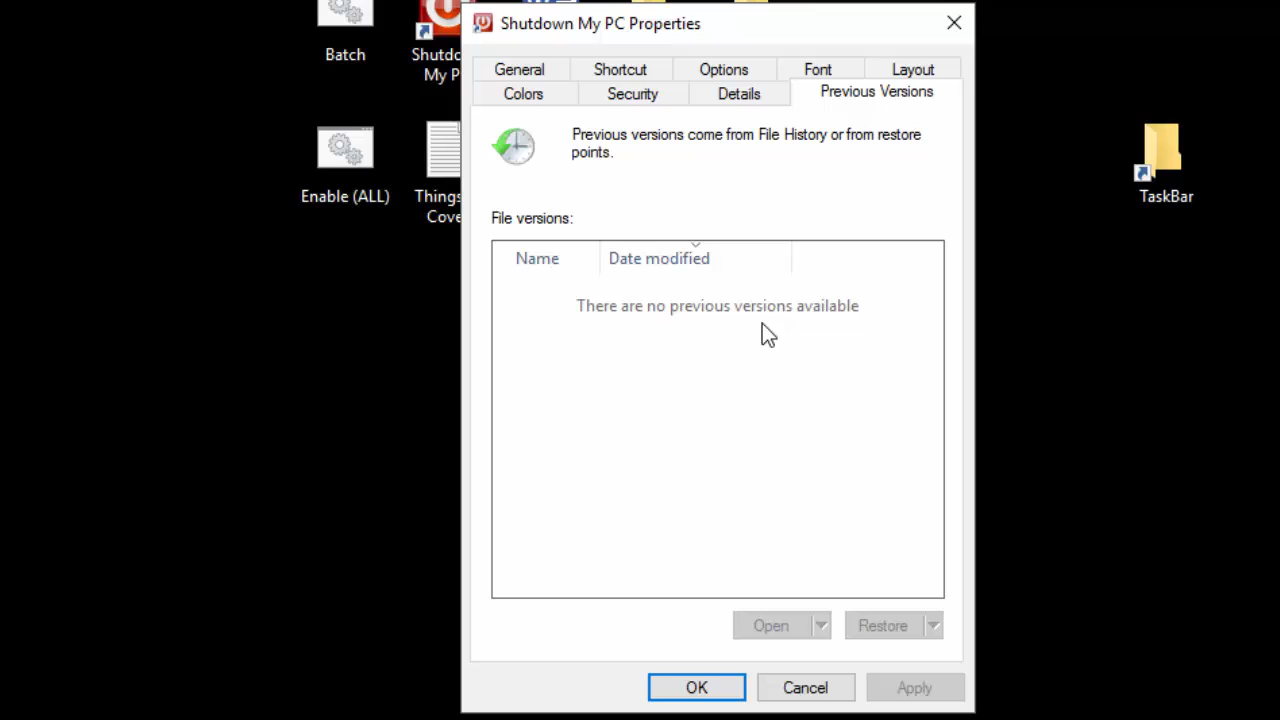 Shutdown My PC Properties
Batch
Shutdo
My P
General
Shortcut
Options
Font
Layout
Colors
Security
Details
Previous Versions
Previous versions come from File History or from restore
points.
Enable (ALL)
Things
Cove
TaskBar
File versions:
Name
Date modified
There are no previous versions available
Open
Restore
OK
Cancel
Apply